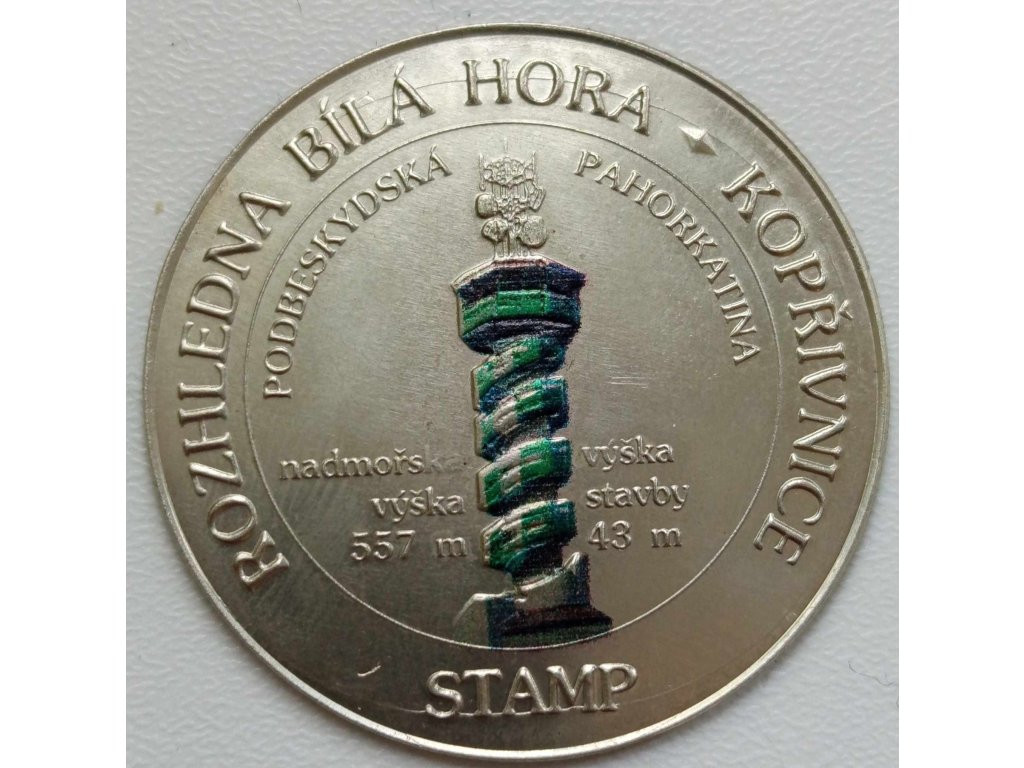 ROZHLEDNA BÍLÁ HORA
KOPŘIVNICE
PODBESKYDSKÁ PAHORKATINA
nadmořská
výška
557 m
výška
stavby
43 m
STAMP